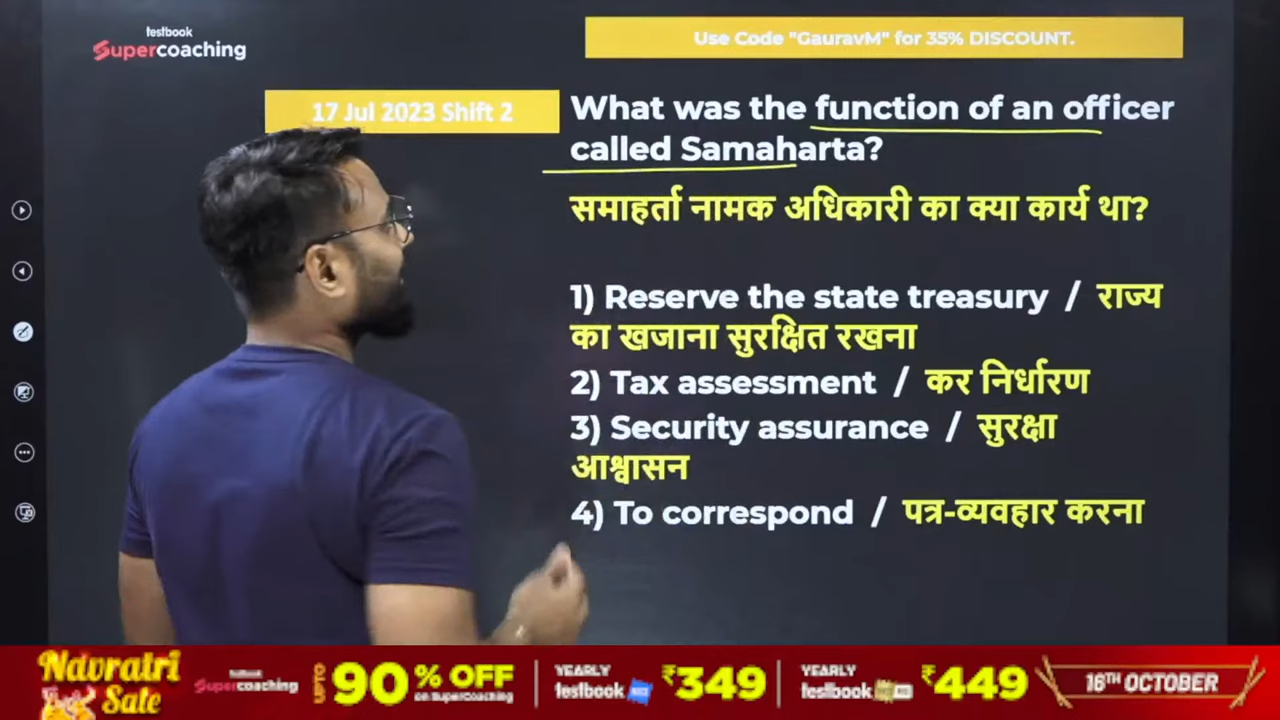 testbook
Supercoaching
Use Code "GauravM" for 35% DISCOUNT.
17 Jul 2023 Shift 2
What was the function of an officer
called Samaharta?
समाहर्ता नामक अधिकारी का क्या कार्य था?
1) Reserve the state treasury / राज्य
का खजाना सुरक्षित रखना
2) Tax assessment / कर निर्धारण
3) Security assurance / सुरक्षा
आश्वासन
4) To correspond / पत्र-व्यवहार करना
Navratri
Sale
testbook
Supercoaching
UPTO
90% OFF
on SuperCoaching
YEARLY
testbook
₹349
YEARLY
testbook
₹449
16TH OCTOBER